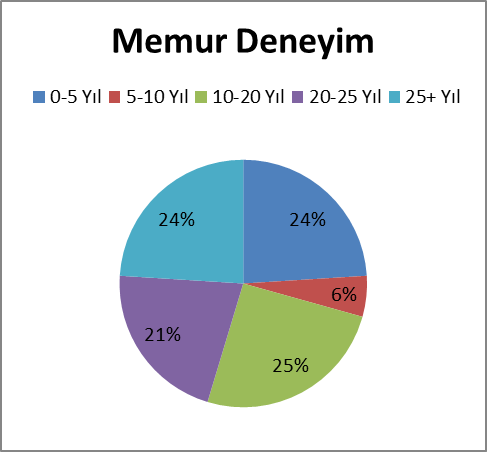 Memur Deneyim
0-5 Yıl 5-10 Yıl 10-20 Yıl 20-25 Yıl 25+ Yıl
24% 24%
6%
21%
25%